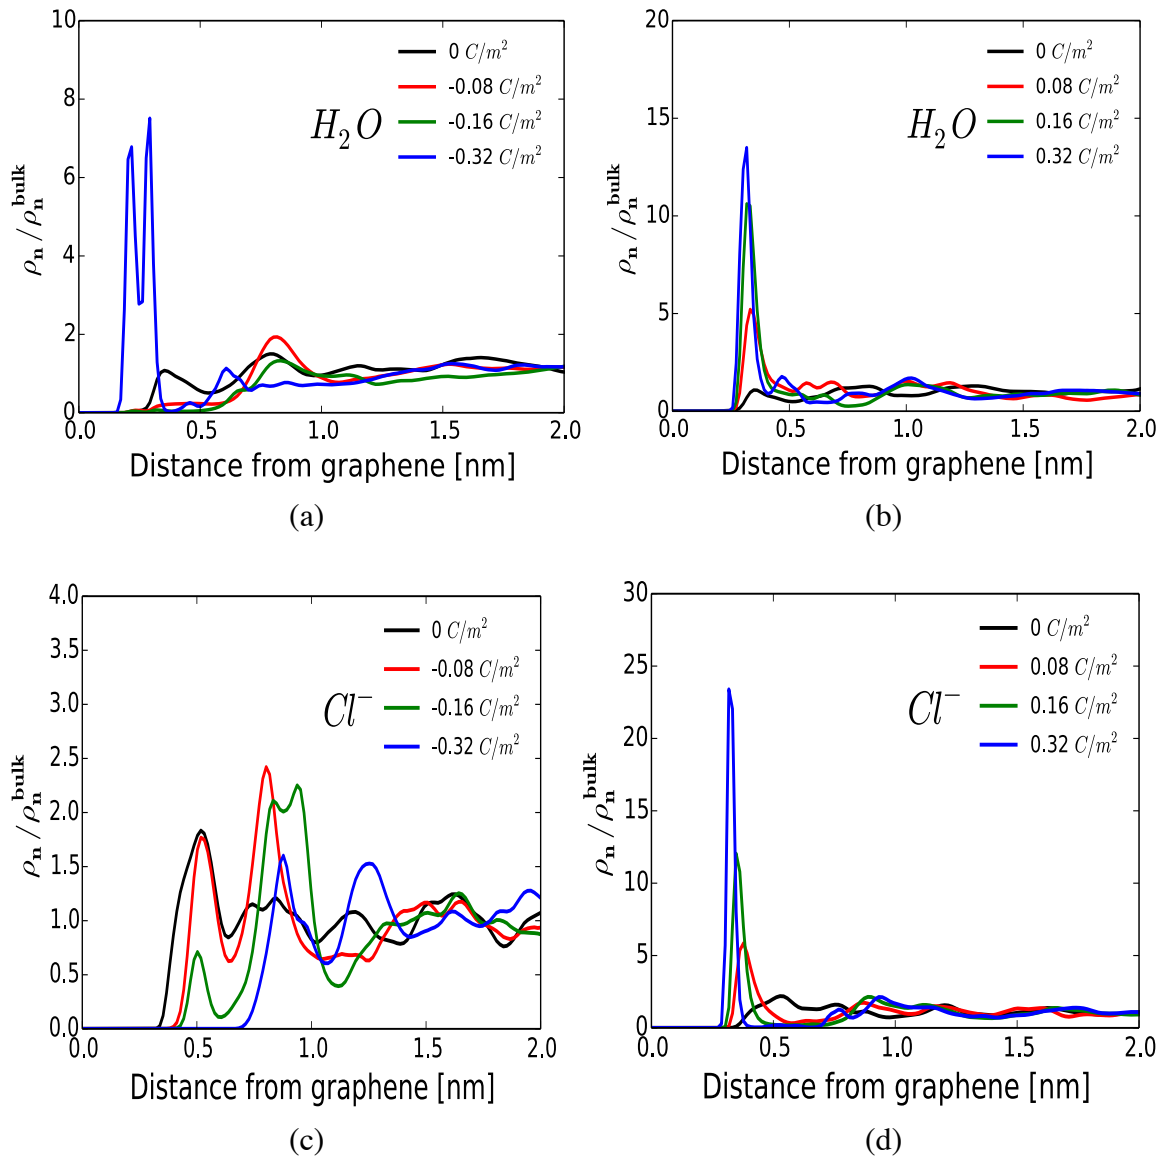 10
8
6
4
2
0
0.0 0.5 1.0 1.5 2.0
ρn/ρn^bulk
Distance from graphene [nm]
H2O
0 C/m²
-0.08 C/m²
-0.16 C/m²
-0.32 C/m²
(a)
20
15
10
5
0
0.0 0.5 1.0 1.5 2.0
ρn/ρn^bulk
Distance from graphene [nm]
H2O
0 C/m²
0.08 C/m²
0.16 C/m²
0.32 C/m²
(b)
4.0
3.5
3.0
2.5
2.0
1.5
1.0
0.5
0.0
0.0 0.5 1.0 1.5 2.0
ρn/ρn^bulk
Distance from graphene [nm]
Cl⁻
0 C/m²
-0.08 C/m²
-0.16 C/m²
-0.32 C/m²
(c)
30
25
20
15
10
5
0
0.0 0.5 1.0 1.5 2.0
ρn/ρn^bulk
Distance from graphene [nm]
Cl⁻
0 C/m²
0.08 C/m²
0.16 C/m²
0.32 C/m²
(d)